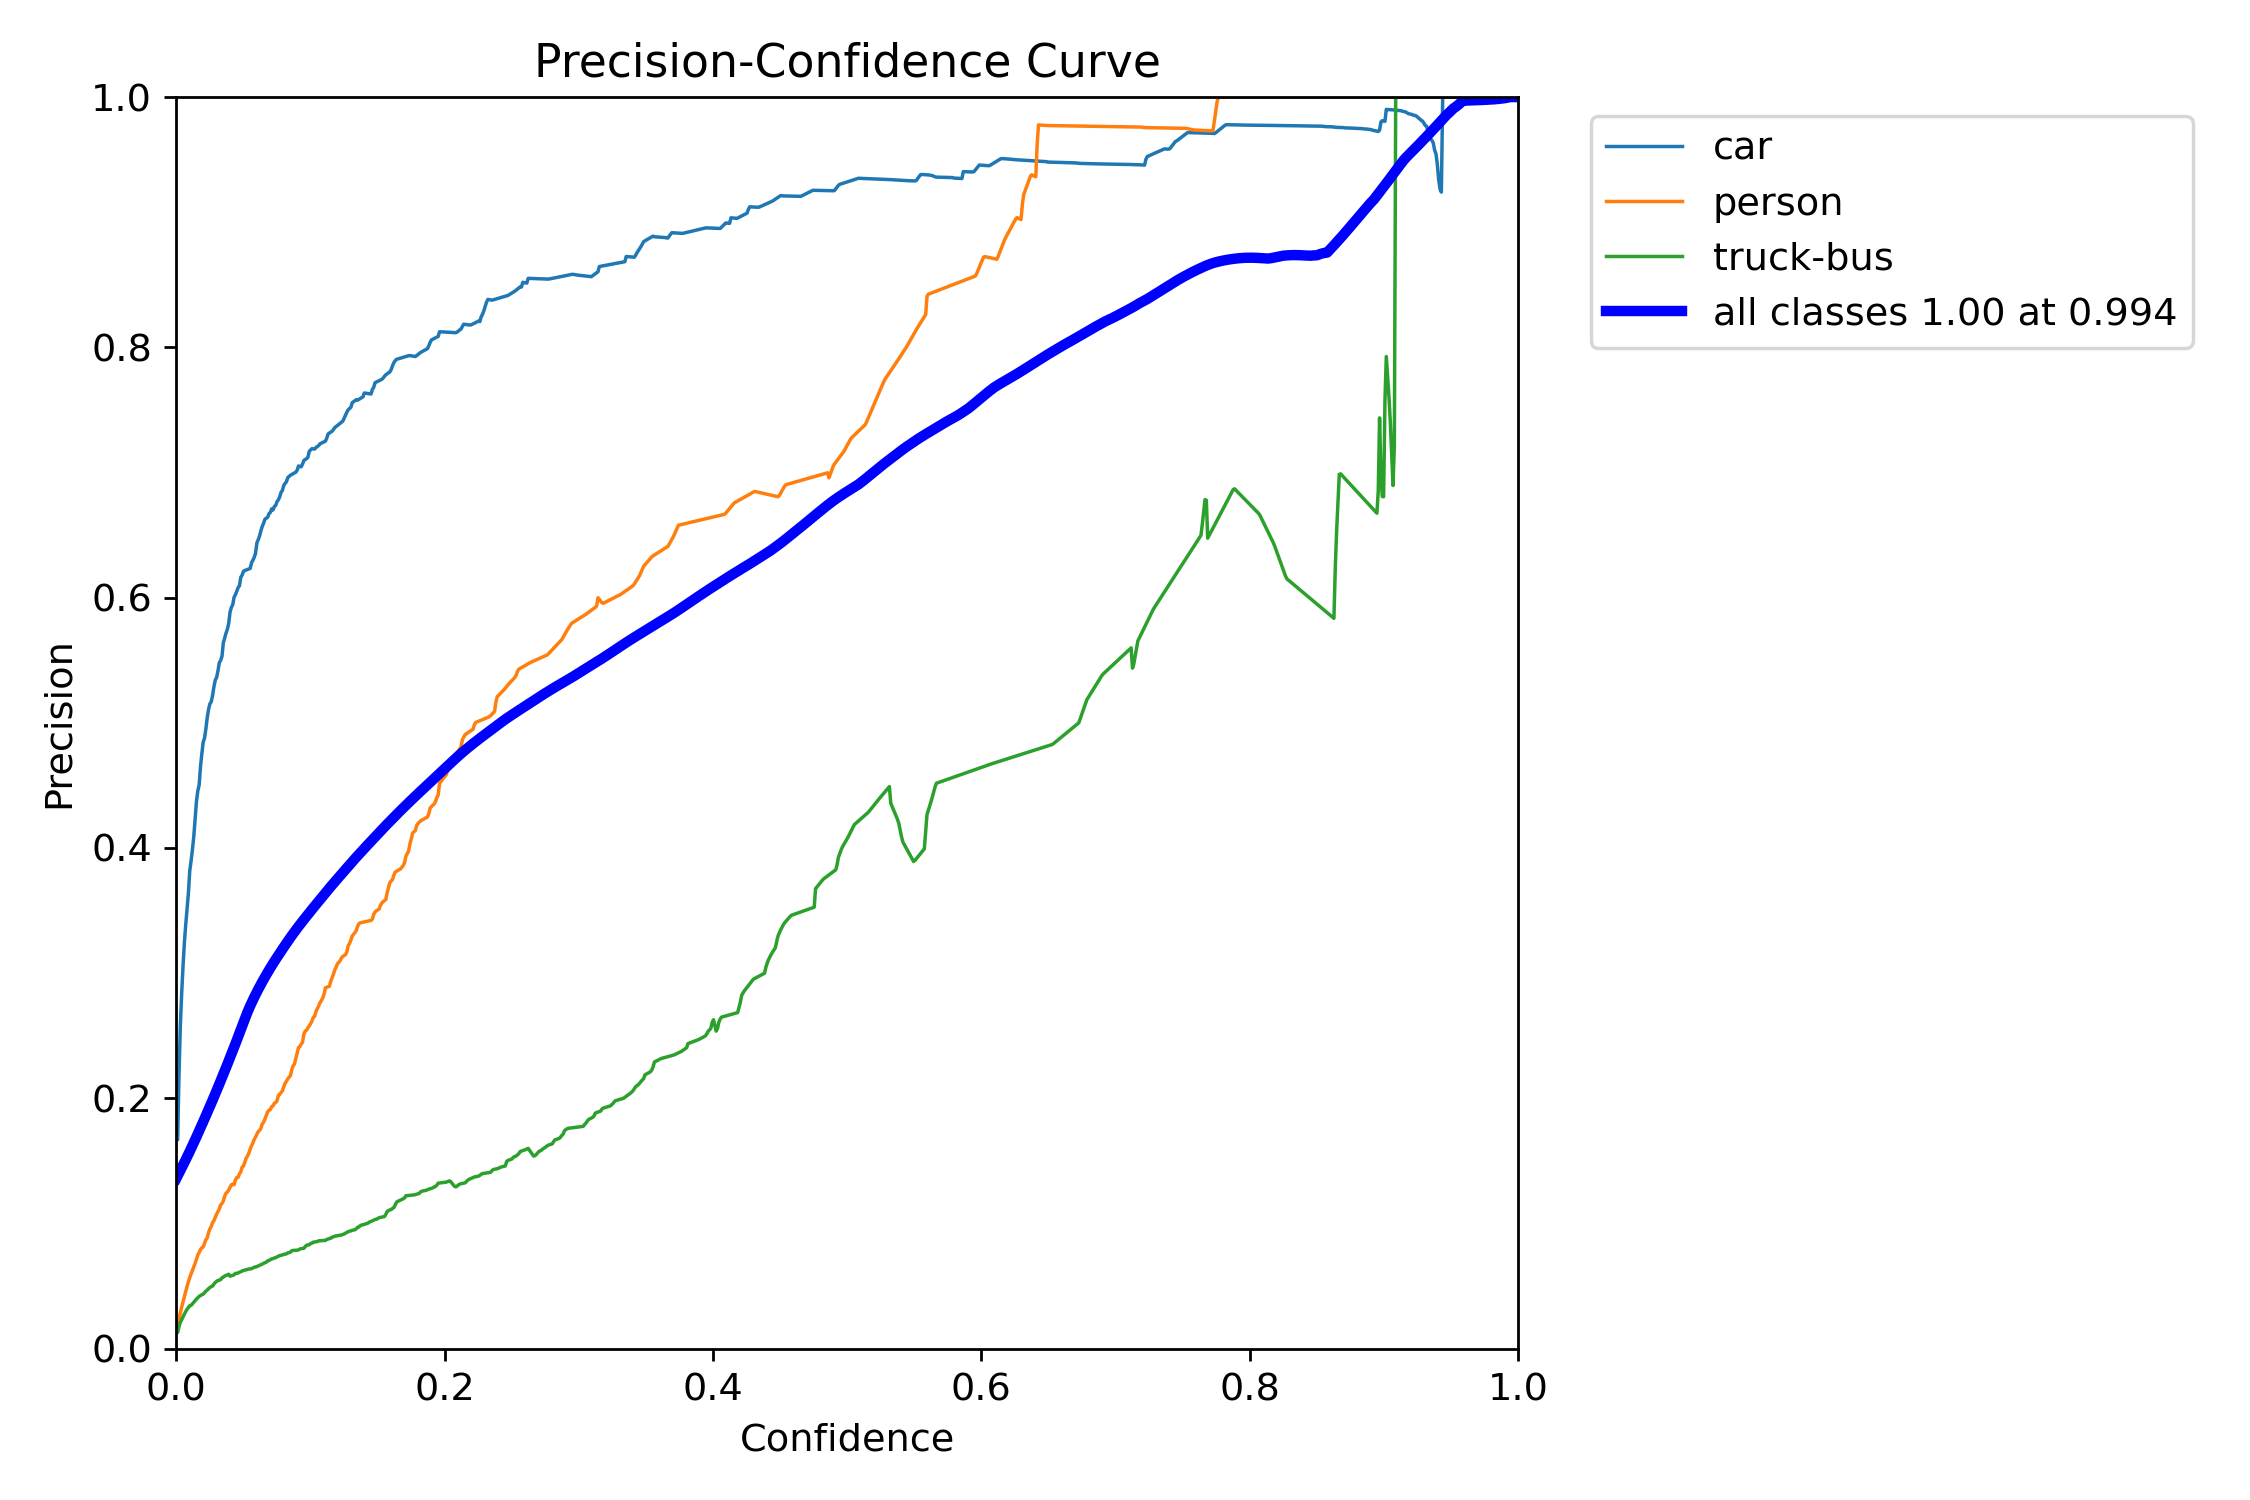 Precision-Confidence Curve
1.0
0.8
0.6
0.4
0.2
0.0
Precision
0.0 0.2 0.4 0.6 0.8 1.0
Confidence
car
person
truck-bus
all classes 1.00 at 0.994